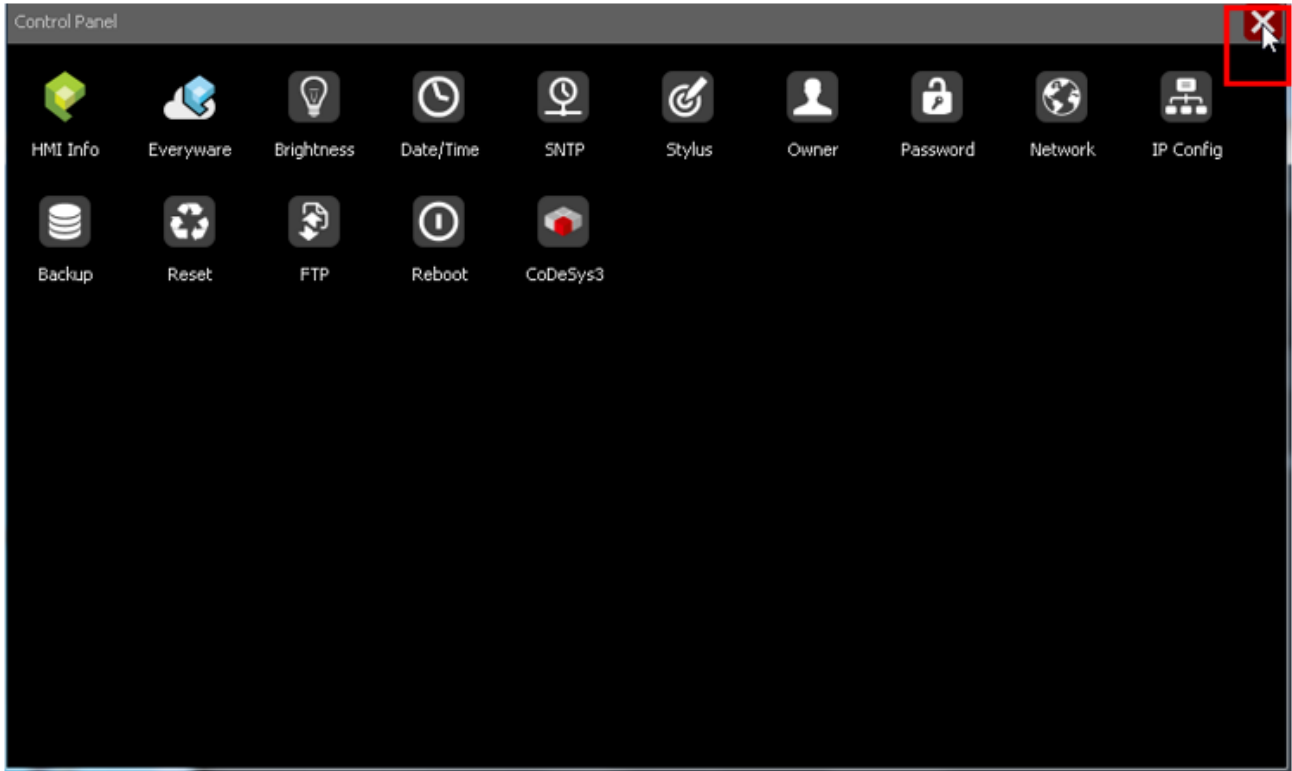 Control Panel
HMI Info Everyware Brightness Date/Time SNTP Stylus Owner Password Network IP Config
Backup Reset FTP Reboot CoDeSys3